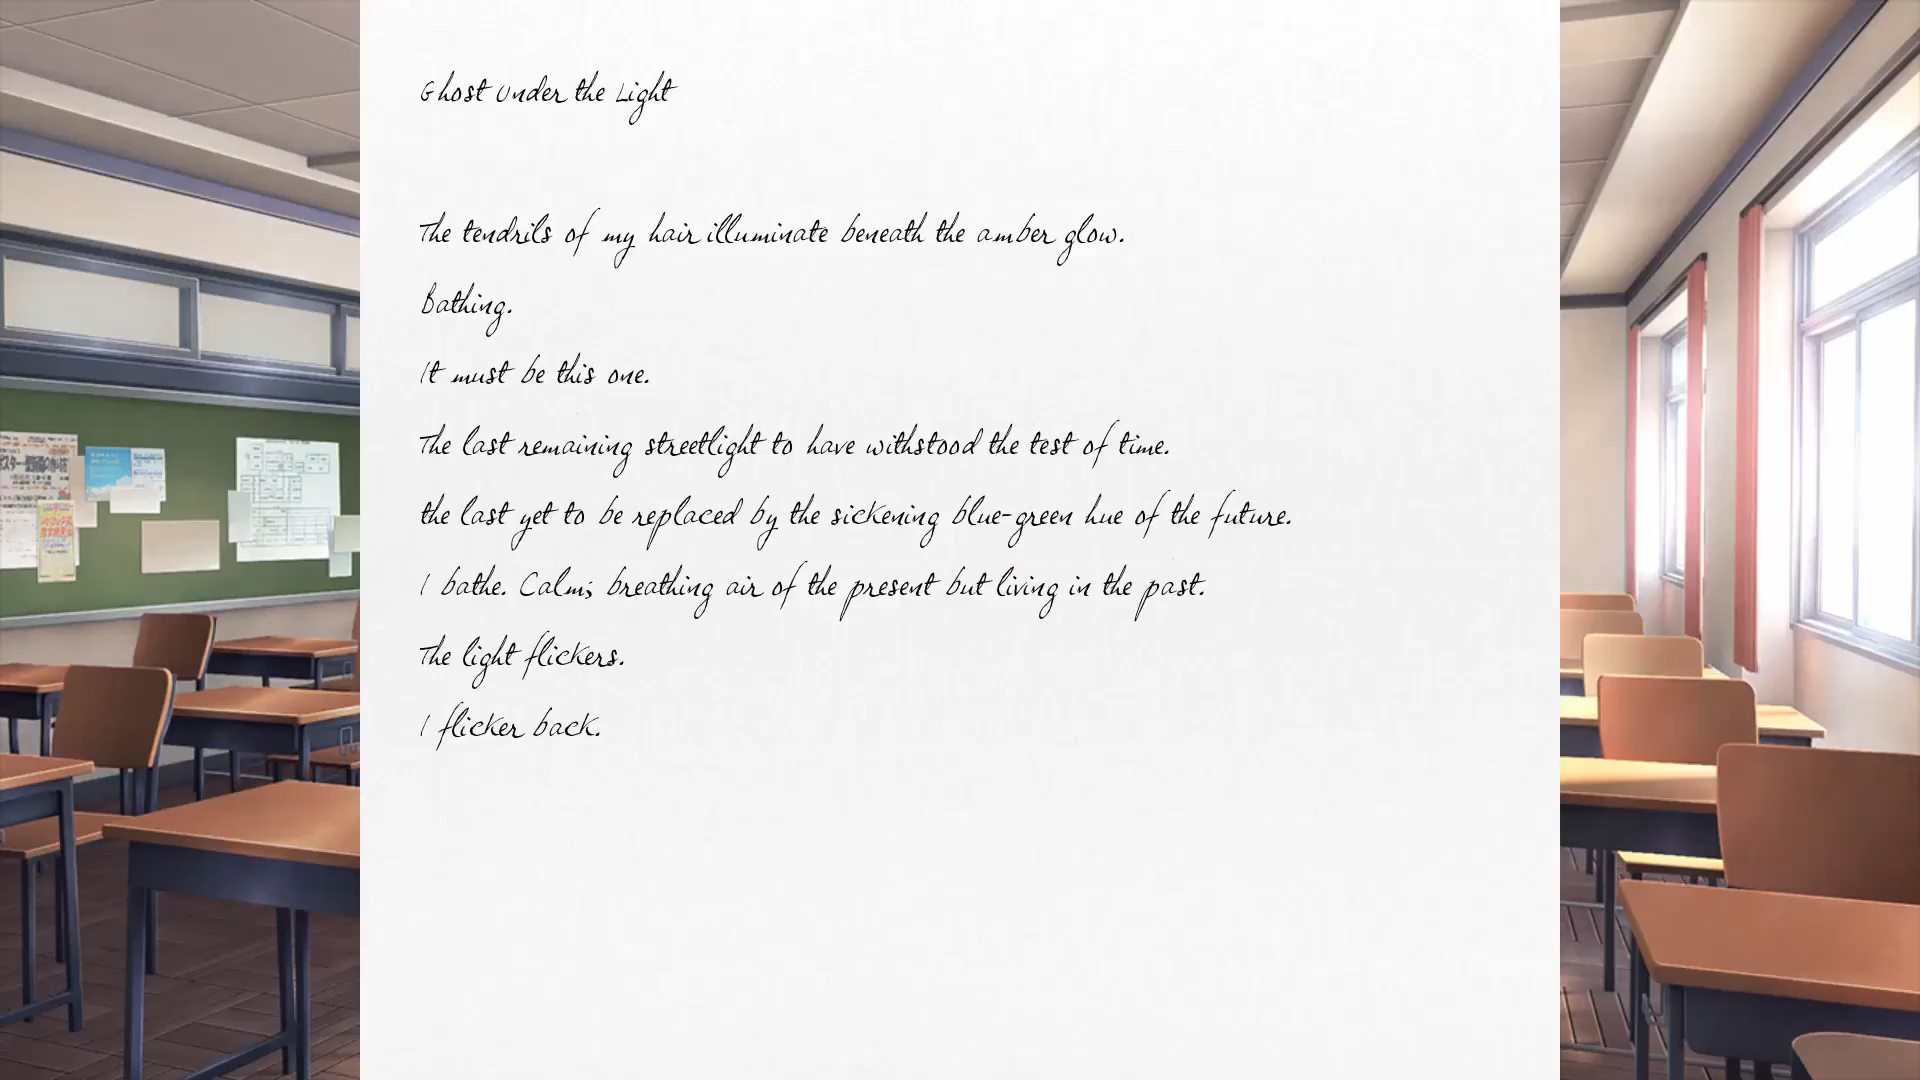 Ghost Under the Light
The tendrils of my hair illuminate beneath the amber glow.
Bathing.
It must be this one.
The last remaining streetlight to have withstood the test of time.
the last yet to be replaced by the sickening blue-green hue of the future.
I bathe. Calm; breathing air of the present but living in the past.
The light flickers.
I flicker back.